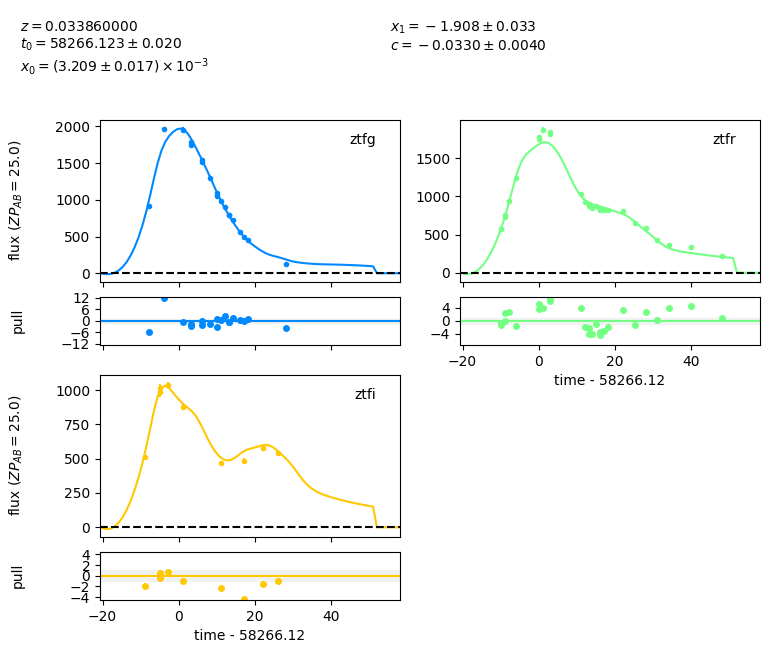 z = 0.033860000
t₀ = 58266.123 ± 0.020
x₀ = (3.209 ± 0.017) × 10⁻³
x₁ = −1.908 ± 0.033
c = −0.0330 ± 0.0040
flux (ZP_AB = 25.0)
2000
1500
1000
500
0
ztfg
1500
1000
500
0
ztfr
pull
12
6
0
−6
−12
4
0
−4
−20 0 20 40
time - 58266.12
flux (ZP_AB = 25.0)
1000
750
500
250
0
ztfi
pull
4
2
0
−2
−4
−20 0 20 40
time - 58266.12